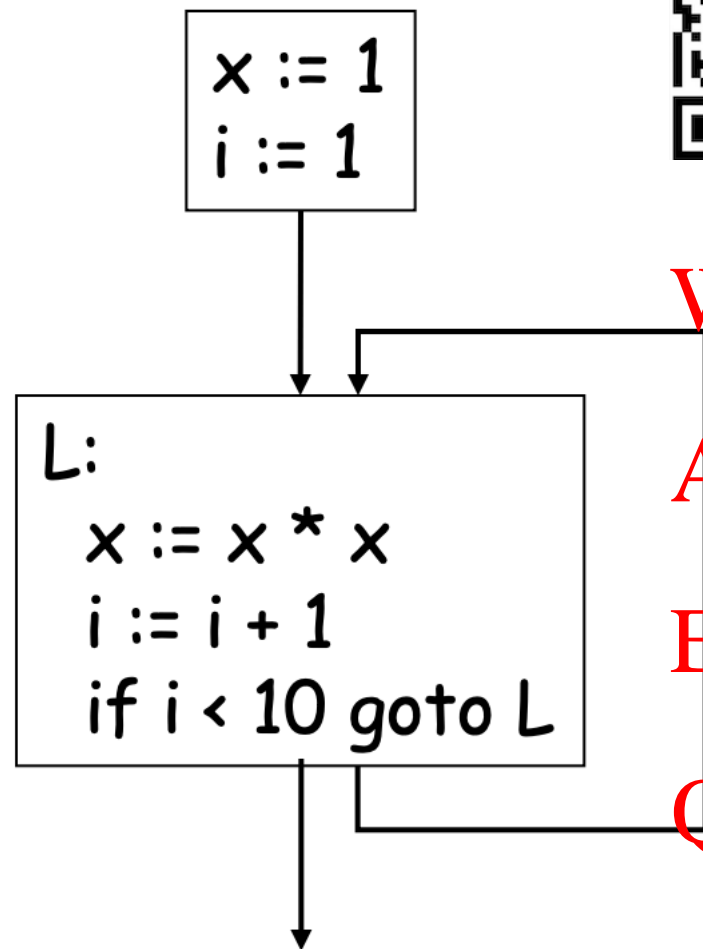 x := 1
i := 1
L:
x := x * x
i := i + 1
if i < 10 goto L